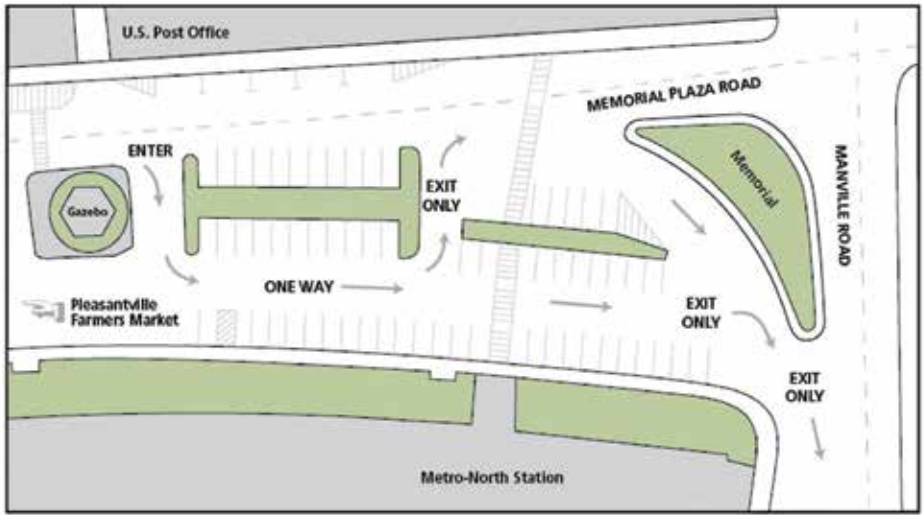 U.S. Post Office
MEMORIAL PLAZA ROAD
ENTER
Memorial
MANVILLE ROAD
EXIT
ONLY
Gazebo
ONE WAY
Pleasantville
Farmers Market
EXIT
ONLY
EXIT
ONLY
Metro-North Station